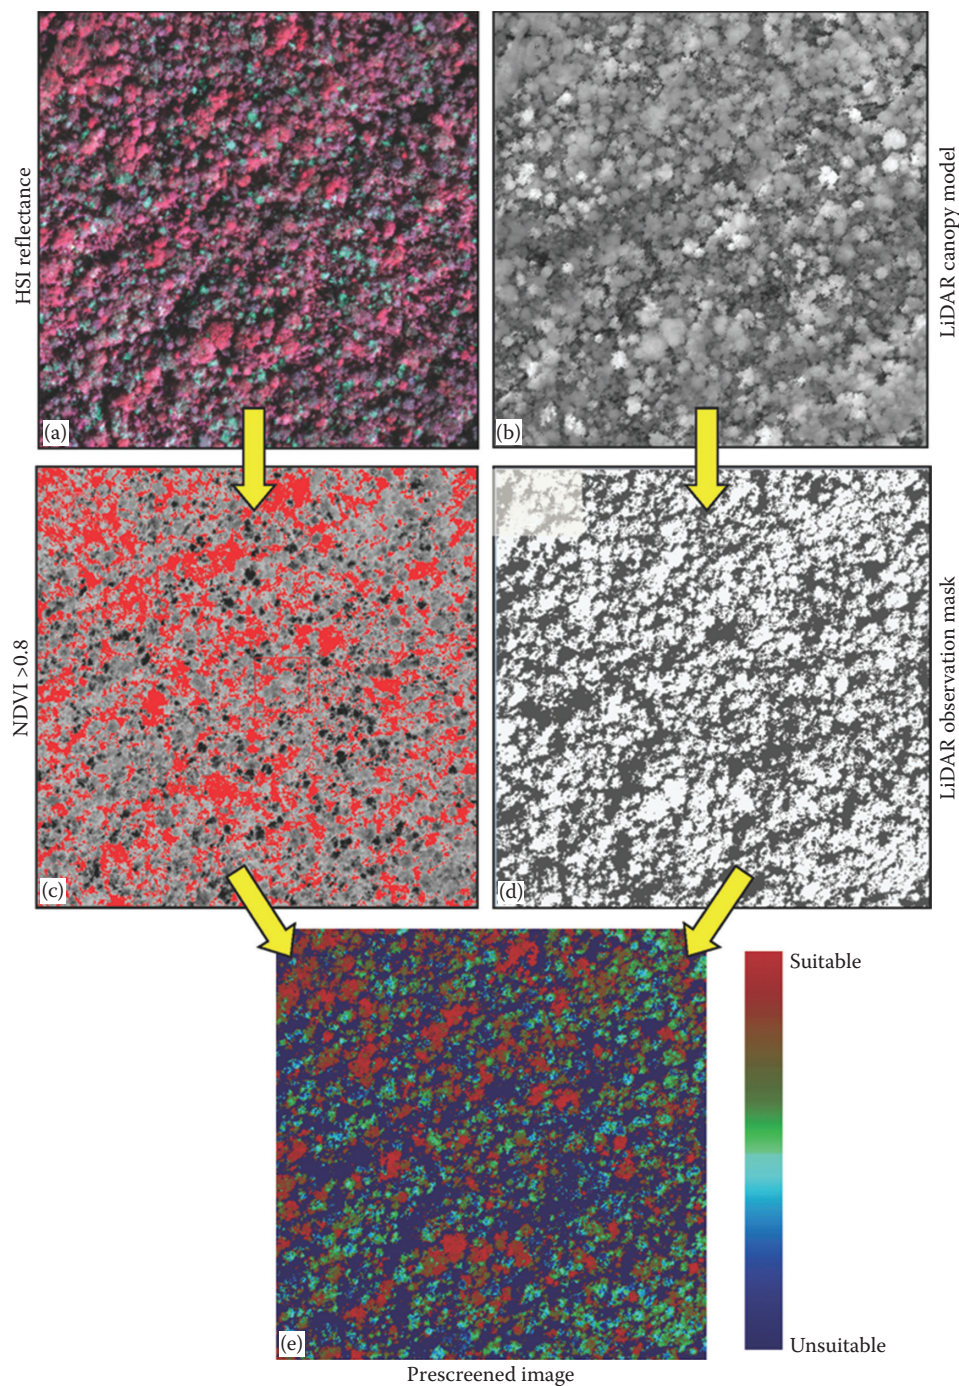 HSI reflectance
(a)
(b)
LiDAR canopy model
NDVI >0.8
(c)
(d)
LiDAR observation mask
Suitable
Unsuitable
(e)
Prescreened image